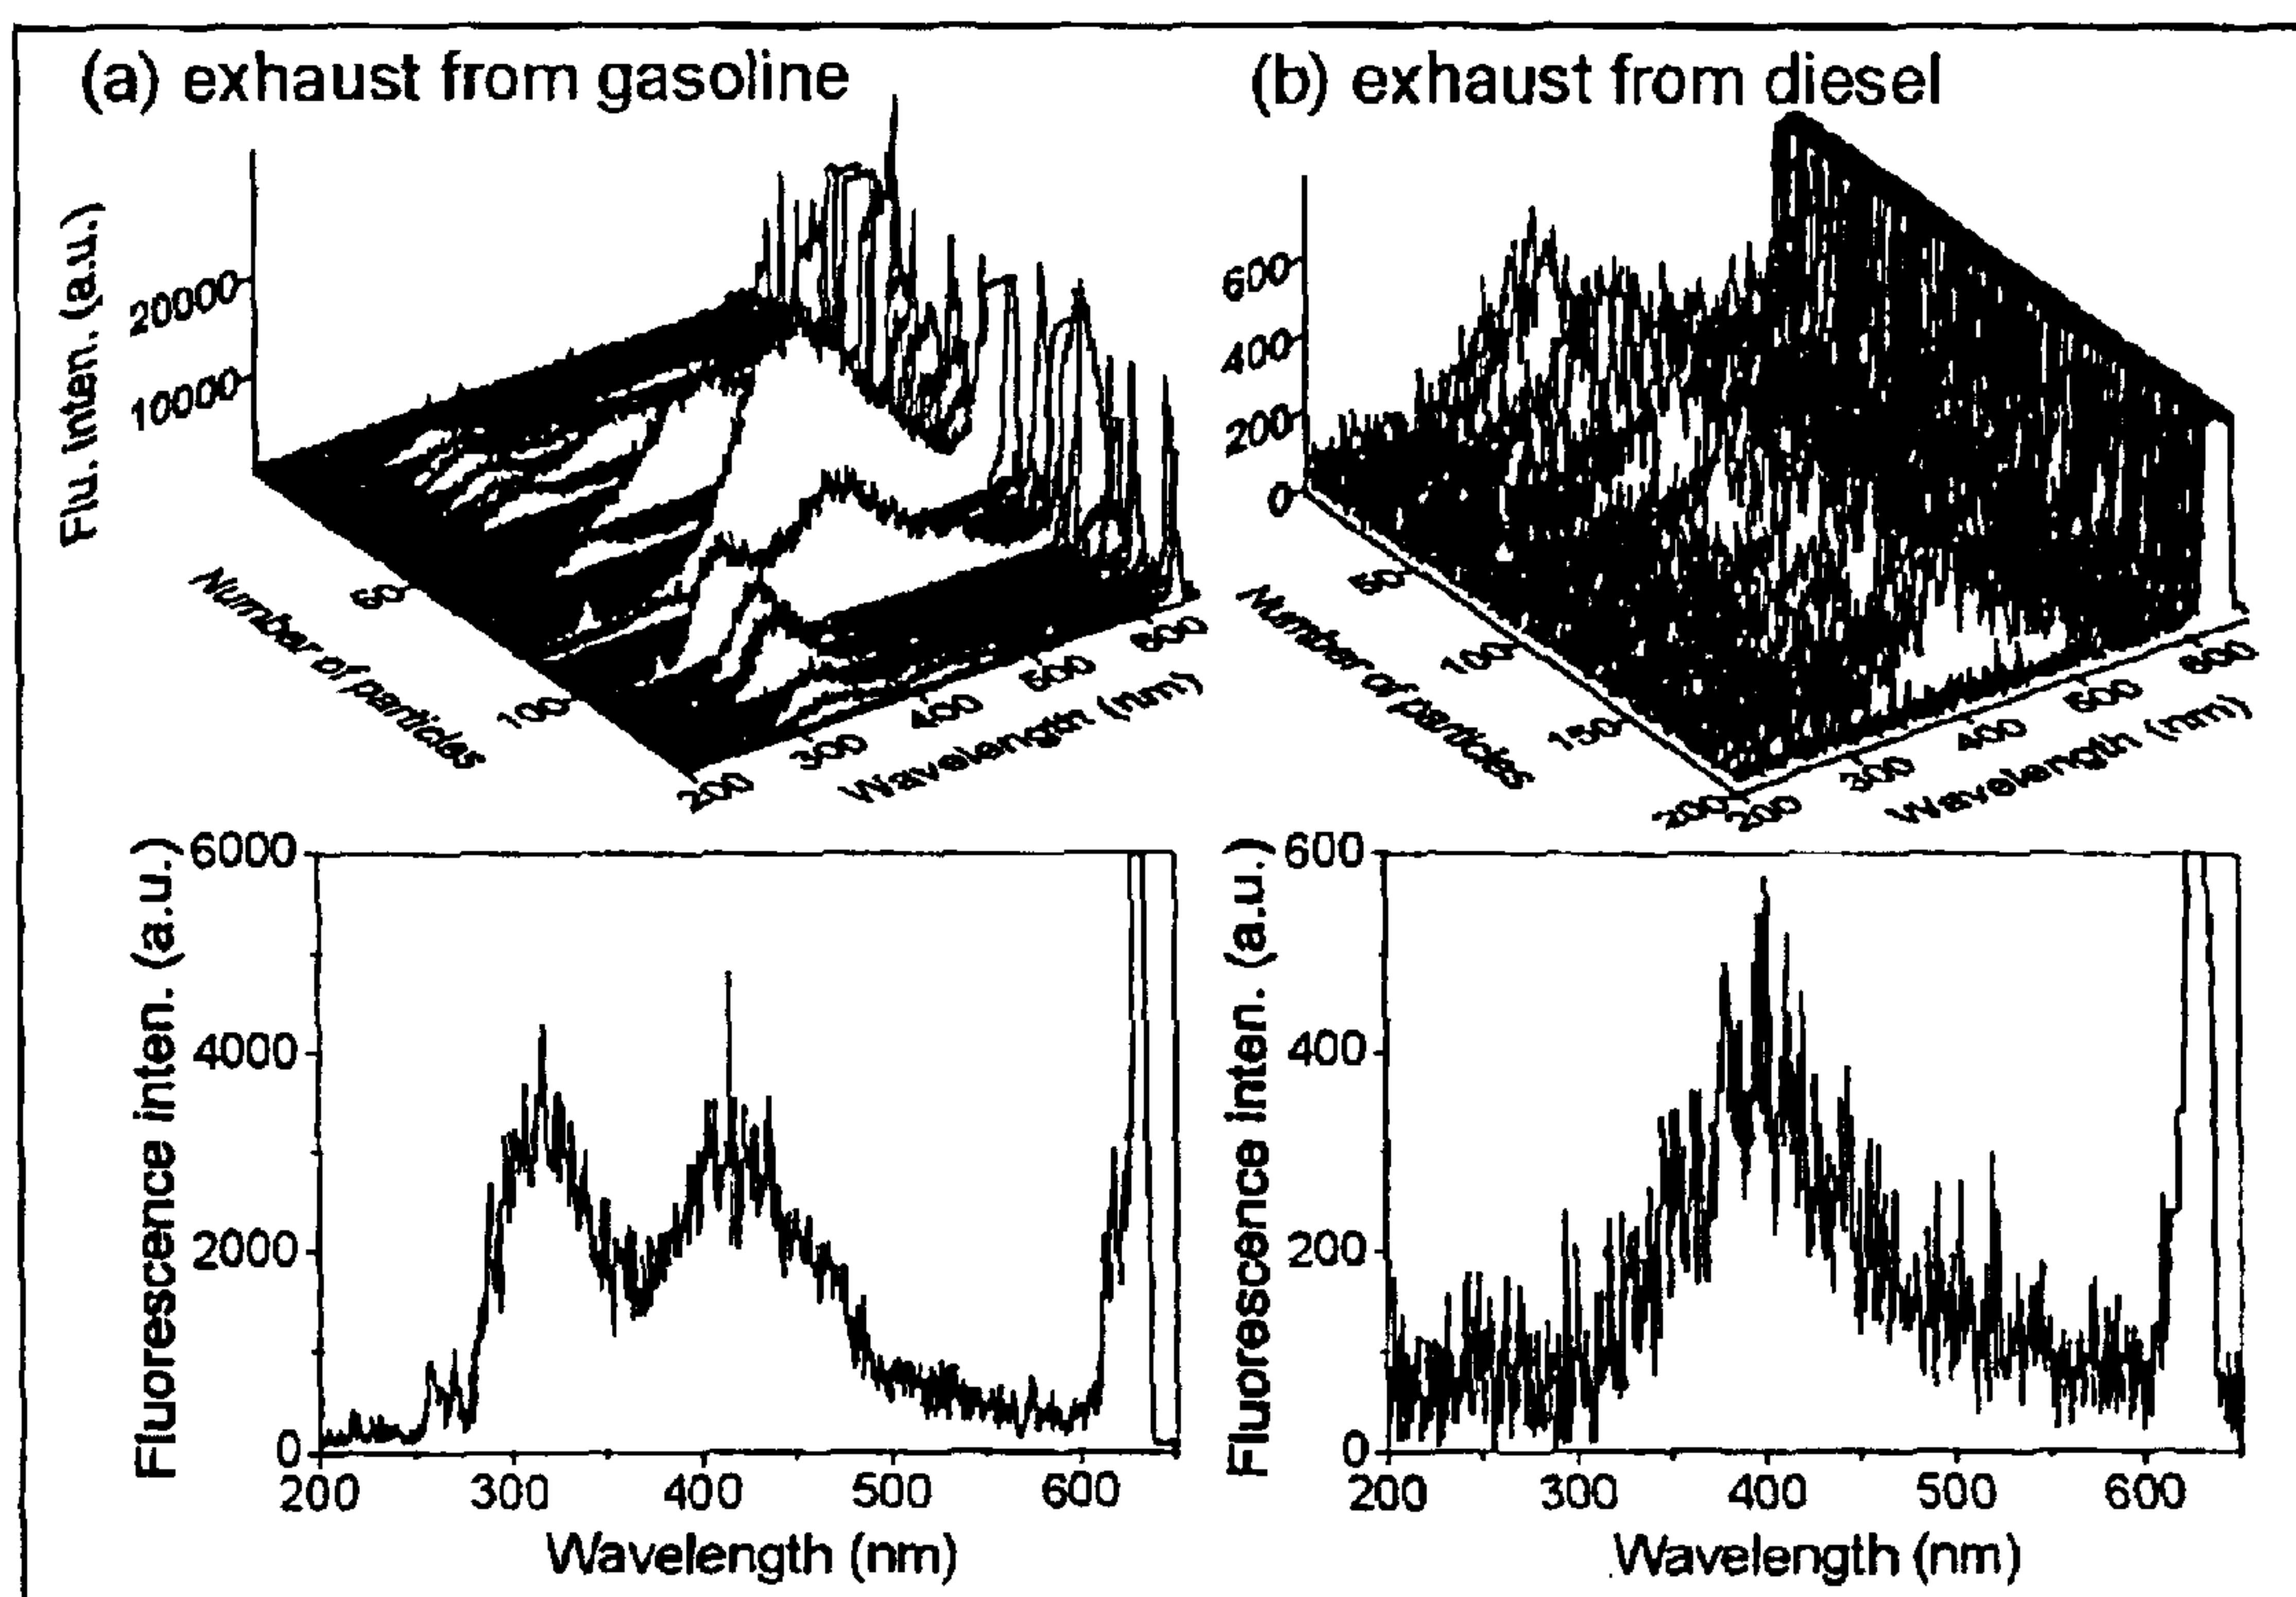 (a) exhaust from gasoline
Flu. inten. (a.u.)
20000
10000
Number of particles
50
100
200
300
400
500
600
Wavelength (nm)
(b) exhaust from diesel
600
400
200
0
Number of particles
50
100
150
200
200
300
400
500
600
Wavelength (nm)
Fluorescence inten. (a.u.)
6000
4000
2000
0
200 300 400 500 600
Wavelength (nm)
Fluorescence inten. (a.u.)
600
400
200
0
200 300 400 500 600
Wavelength (nm)